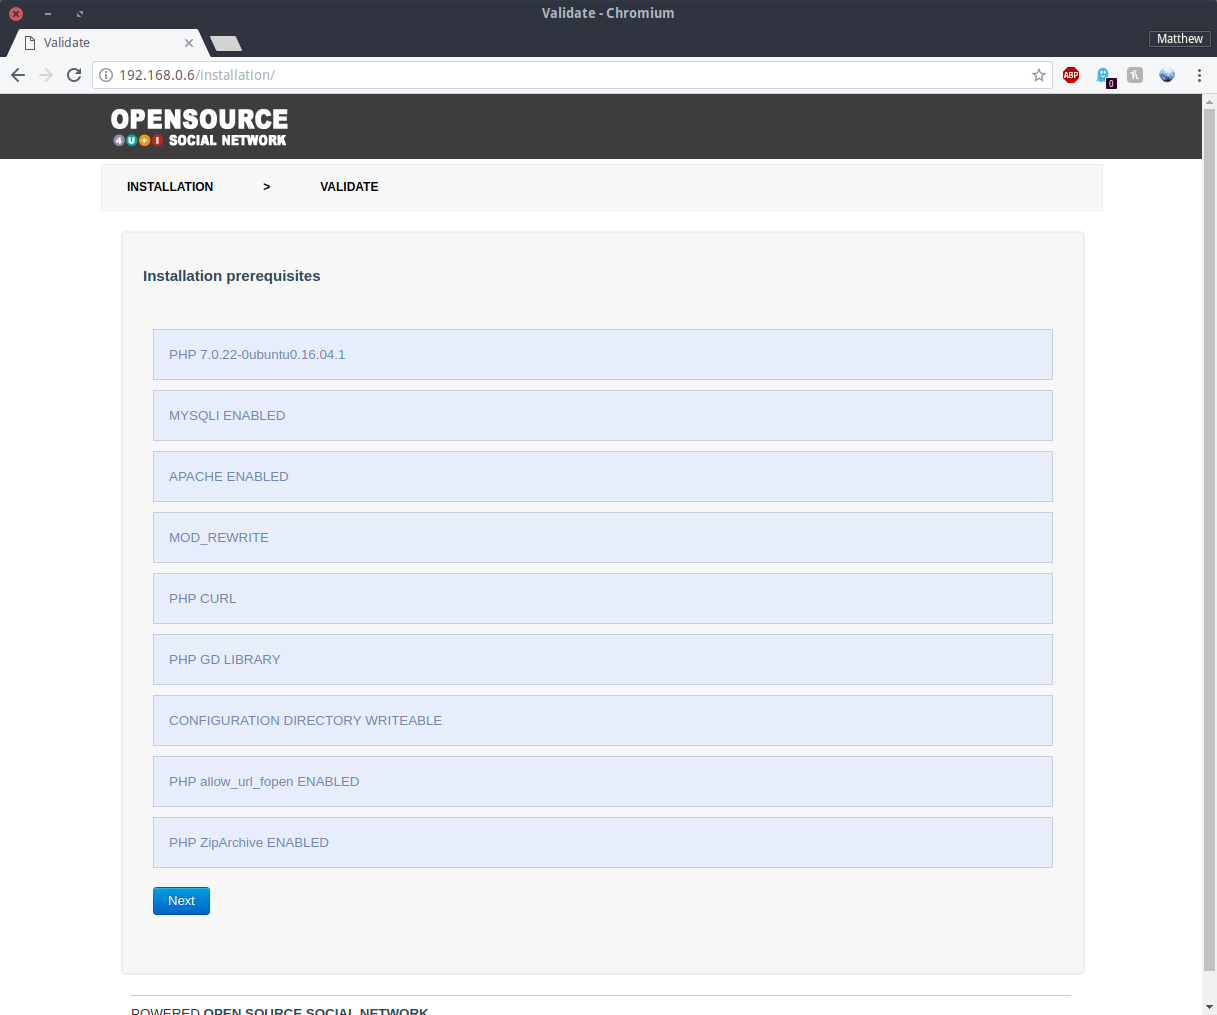 Validate - Chromium
Validate
Matthew
192.168.0.6/installation/
ABP
0
OPENSOURCE
4 U + I SOCIAL NETWORK
INSTALLATION > VALIDATE
Installation prerequisites
PHP 7.0.22-0ubuntu0.16.04.1
MYSQLI ENABLED
APACHE ENABLED
MOD_REWRITE
PHP CURL
PHP GD LIBRARY
CONFIGURATION DIRECTORY WRITEABLE
PHP allow_url_fopen ENABLED
PHP ZipArchive ENABLED
Next
POWERED OPEN SOURCE SOCIAL NETWORK